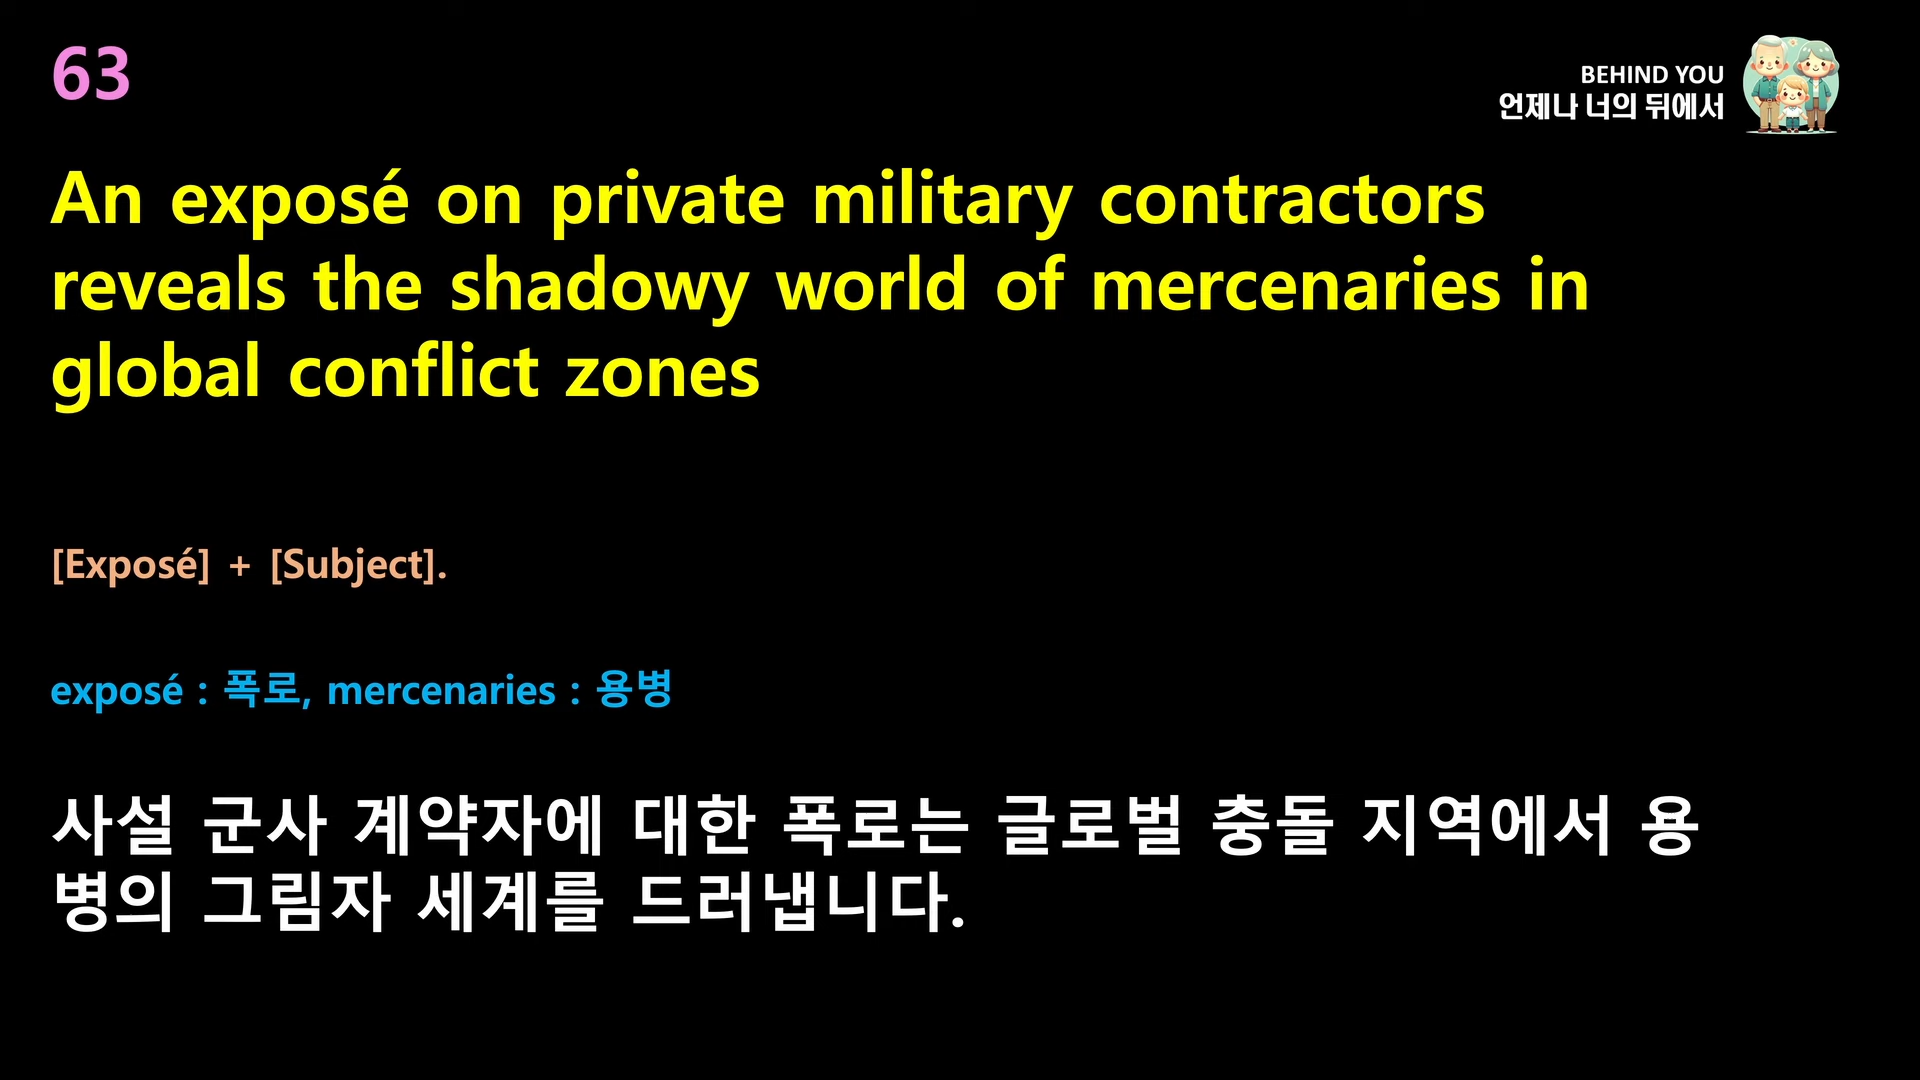 63
BEHIND YOU
언제나 너의 뒤에서
An exposé on private military contractors
reveals the shadowy world of mercenaries in
global conflict zones
[Exposé] + [Subject].
exposé : 폭로, mercenaries : 용병
사설 군사 계약자에 대한 폭로는 글로벌 충돌 지역에서 용
병의 그림자 세계를 드러냅니다.